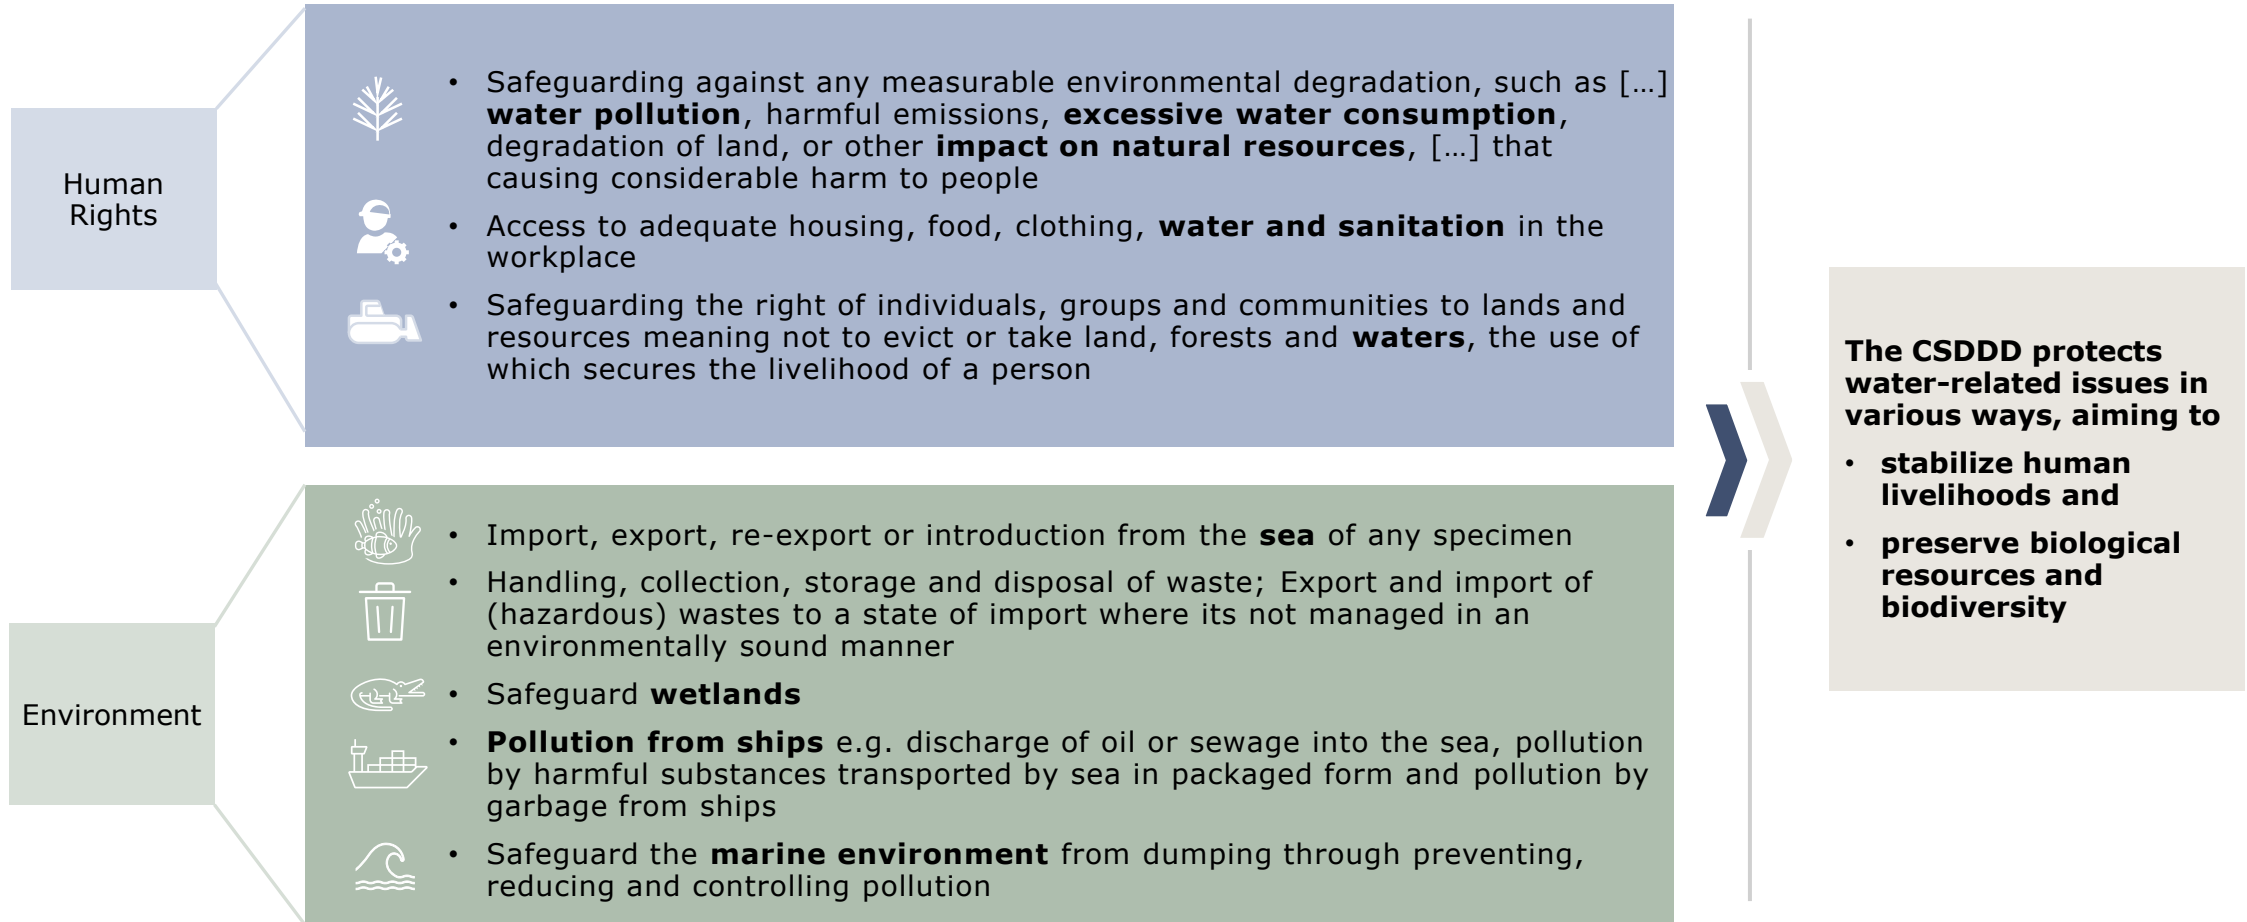 Human
Rights
• Safeguarding against any measurable environmental degradation, such as […]
water pollution, harmful emissions, excessive water consumption,
degradation of land, or other impact on natural resources, […] that
causing considerable harm to people
• Access to adequate housing, food, clothing, water and sanitation in the
workplace
• Safeguarding the right of individuals, groups and communities to lands and
resources meaning not to evict or take land, forests and waters, the use of
which secures the livelihood of a person
Environment
• Import, export, re-export or introduction from the sea of any specimen
• Handling, collection, storage and disposal of waste; Export and import of
(hazardous) wastes to a state of import where its not managed in an
environmentally sound manner
• Safeguard wetlands
• Pollution from ships e.g. discharge of oil or sewage into the sea, pollution
by harmful substances transported by sea in packaged form and pollution by
garbage from ships
• Safeguard the marine environment from dumping through preventing,
reducing and controlling pollution
The CSDDD protects
water-related issues in
various ways, aiming to
• stabilize human
livelihoods and
• preserve biological
resources and
biodiversity